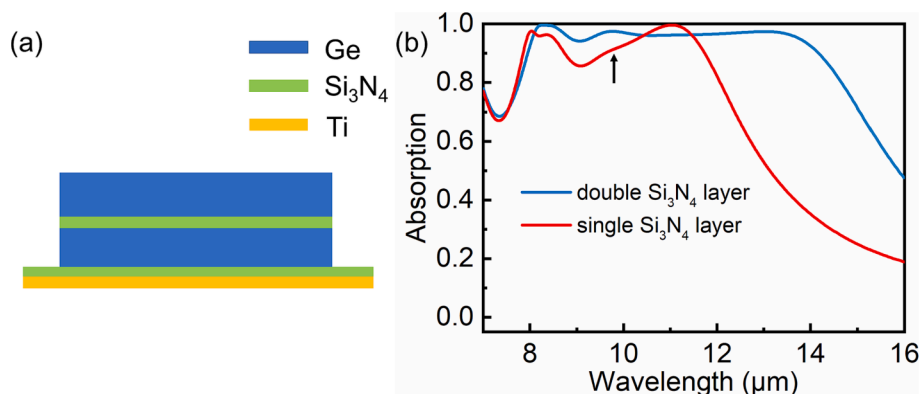 (a)
Ge
Si₃N₄
Ti
(b)
Absorption
1.0
0.8
0.6
0.4
0.2
0.0
double Si₃N₄ layer
single Si₃N₄ layer
8 10 12 14 16
Wavelength (μm)